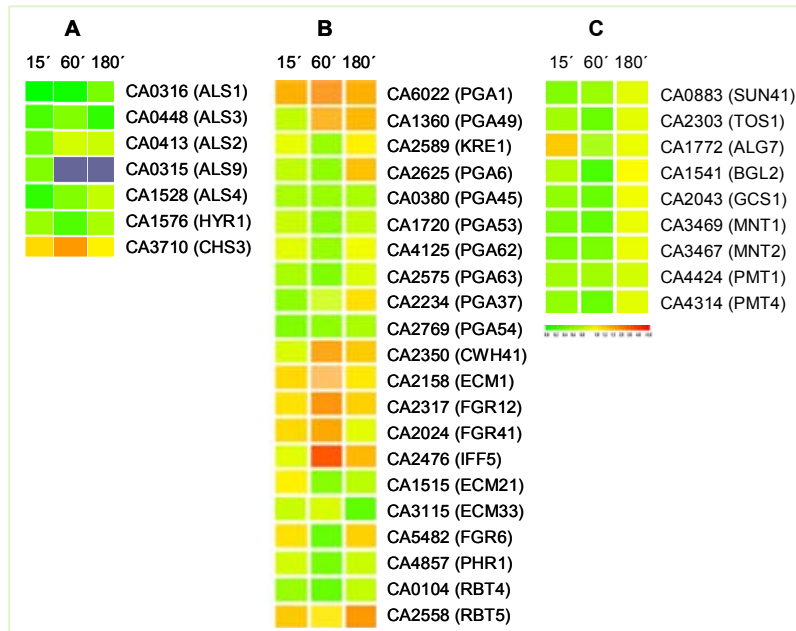 A
15´ 60´ 180´
CA0316 (ALS1)
CA0448 (ALS3)
CA0413 (ALS2)
CA0315 (ALS9)
CA1528 (ALS4)
CA1576 (HYR1)
CA3710 (CHS3)
B
15´ 60´ 180´
CA6022 (PGA1)
CA1360 (PGA49)
CA2589 (KRE1)
CA2625 (PGA6)
CA0380 (PGA45)
CA1720 (PGA53)
CA4125 (PGA62)
CA2575 (PGA63)
CA2234 (PGA37)
CA2769 (PGA54)
CA2350 (CWH41)
CA2158 (ECM1)
CA2317 (FGR12)
CA2024 (FGR41)
CA2476 (IFF5)
CA1515 (ECM21)
CA3115 (ECM33)
CA5482 (FGR6)
CA4857 (PHR1)
CA0104 (RBT4)
CA2558 (RBT5)
C
15´ 60´ 180´
CA0883 (SUN41)
CA2303 (TOS1)
CA1772 (ALG7)
CA1541 (BGL2)
CA2043 (GCS1)
CA3469 (MNT1)
CA3467 (MNT2)
CA4424 (PMT1)
CA4314 (PMT4)